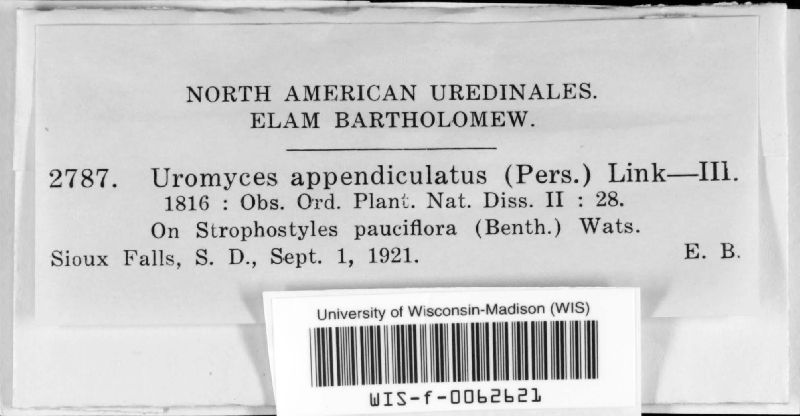 NORTH AMERICAN UREDINALES.
ELAM BARTHOLOMEW.
2787. Uromyces appendiculatus (Pers.) Link—III.
1816 : Obs. Ord. Plant. Nat. Diss. II : 28.
On Strophostyles pauciflora (Benth.) Wats.
Sioux Falls, S. D., Sept. 1, 1921. E. B.
University of Wisconsin-Madison (WIS)
WIS-f-0062621